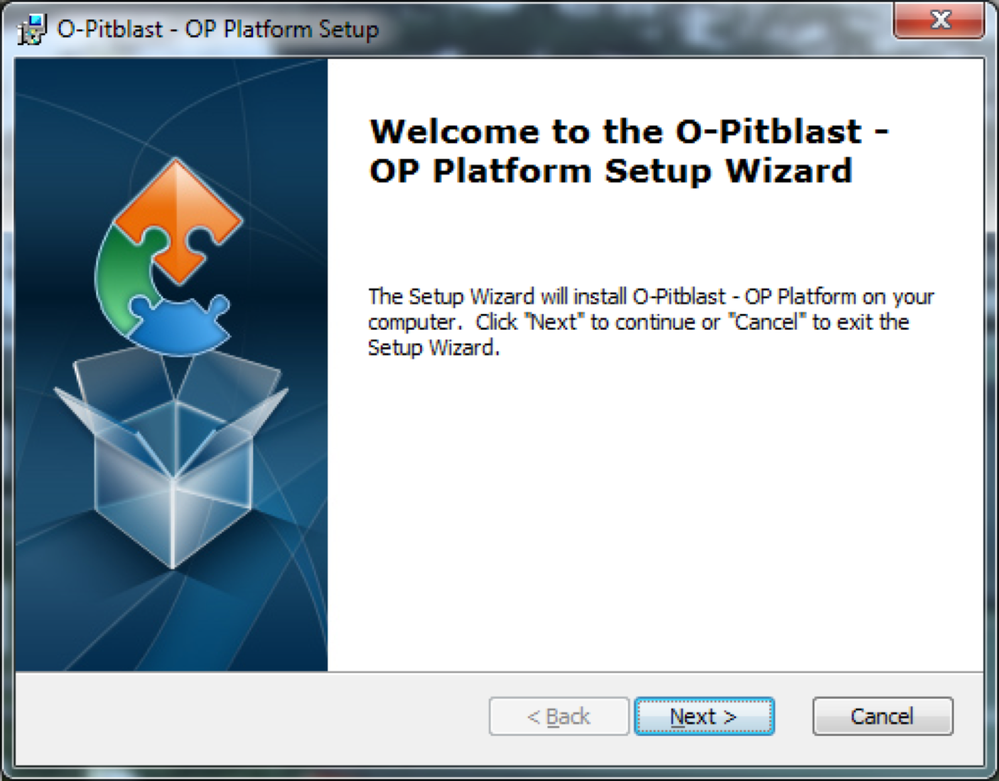 O-Pitblast - OP Platform Setup
Welcome to the O-Pitblast -
OP Platform Setup Wizard
The Setup Wizard will install O-Pitblast - OP Platform on your
computer.  Click "Next" to continue or "Cancel" to exit the
Setup Wizard.
< Back
Next >
Cancel